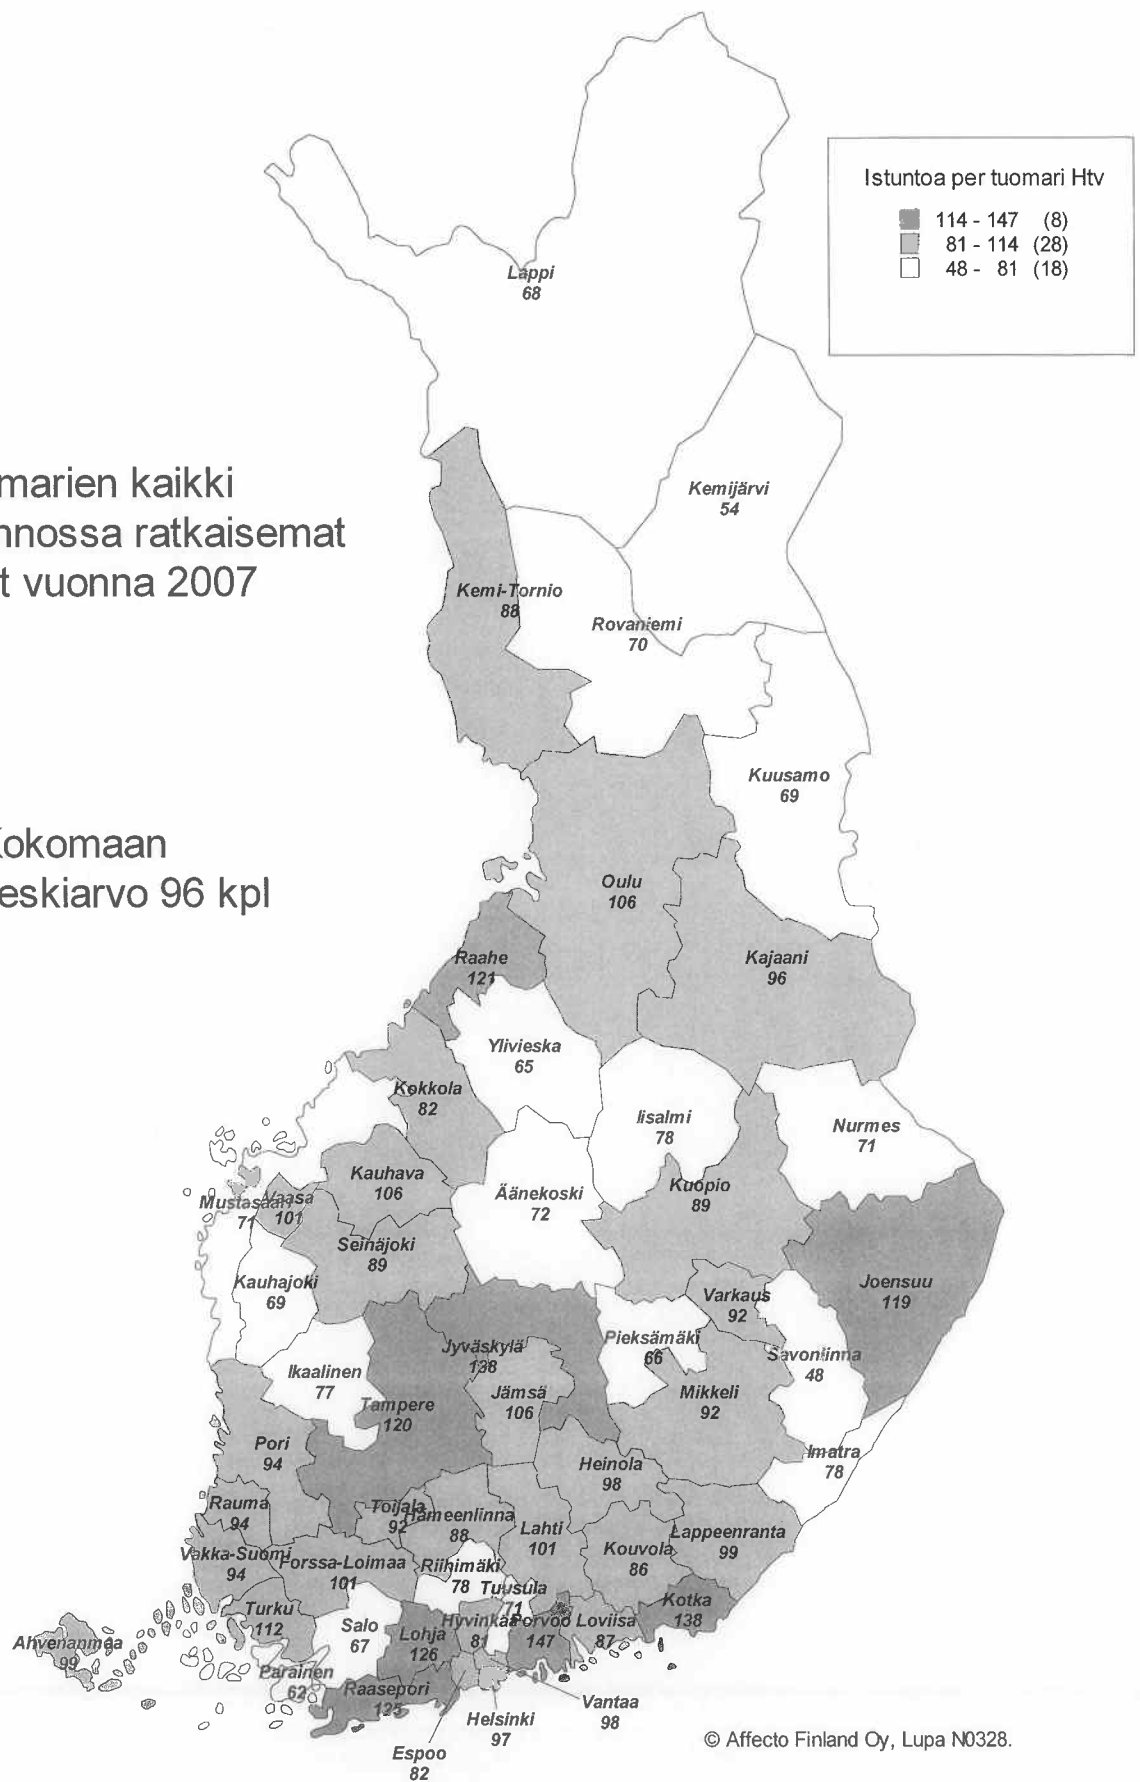 Istuntoa per tuomari Htv
114 - 147 (8)
81 - 114 (28)
48 - 81 (18)
Lappi
68
marien kaikki
nnossa ratkaisemat
t vuonna 2007
Kemijärvi
54
Kemi-Tornio
88
Rovaniemi
70
Kuusamo
69
Kokomaan
eskiarvo 96 kpl
Oulu
106
Raahe
121
Kajaani
96
Ylivieska
65
Kokkola
82
Iisalmi
78
Nurmes
71
Kauhava
106
Äänekoski
72
Kuopio
89
Mustasaari
71
Vaasa
101
Seinäjoki
89
Kauhajoki
69
Joensuu
119
Varkaus
92
Pieksämäki
66
Jyväskylä
138
Savonlinna
48
Ikaalinen
77
Tampere
120
Jämsä
106
Mikkeli
92
Pori
94
Heinola
98
Imatra
78
Rauma
94
Toijala
92
Hämeenlinna
88
Lahti
101
Kouvola
86
Lappeenranta
99
Vakka-Suomi
94
Forssa-Loimaa
101
Riihimäki
78
Tuusula
71
Kotka
138
Turku
112
Salo
67
Lohja
126
Hyvinkää
81
Porvoo
147
Loviisa
87
Ahvenanmaa
99
Parainen
62
Raasepori
125
Helsinki
97
Vantaa
98
Espoo
82
© Affecto Finland Oy, Lupa N0328.